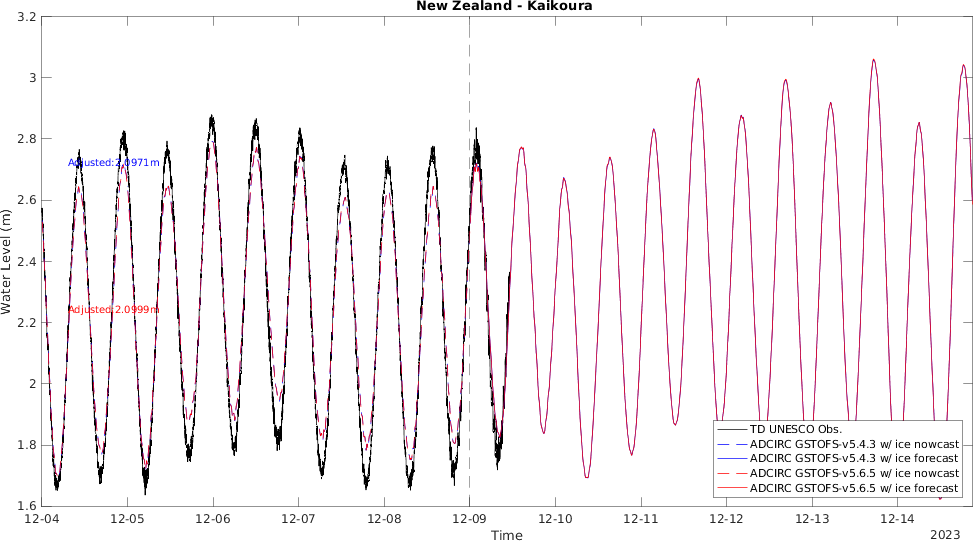 New Zealand - Kaikoura
3.2
3
2.8
2.6
2.4
2.2
2
1.8
1.6
Water Level (m)
Adjusted:2.0971m
Adjusted:2.0999m
TD UNESCO Obs.
ADCIRC GSTOFS-v5.4.3 w/ ice nowcast
ADCIRC GSTOFS-v5.4.3 w/ ice forecast
ADCIRC GSTOFS-v5.6.5 w/ ice nowcast
ADCIRC GSTOFS-v5.6.5 w/ ice forecast
12-04 12-05 12-06 12-07 12-08 12-09 12-10 12-11 12-12 12-13 12-14
Time
2023